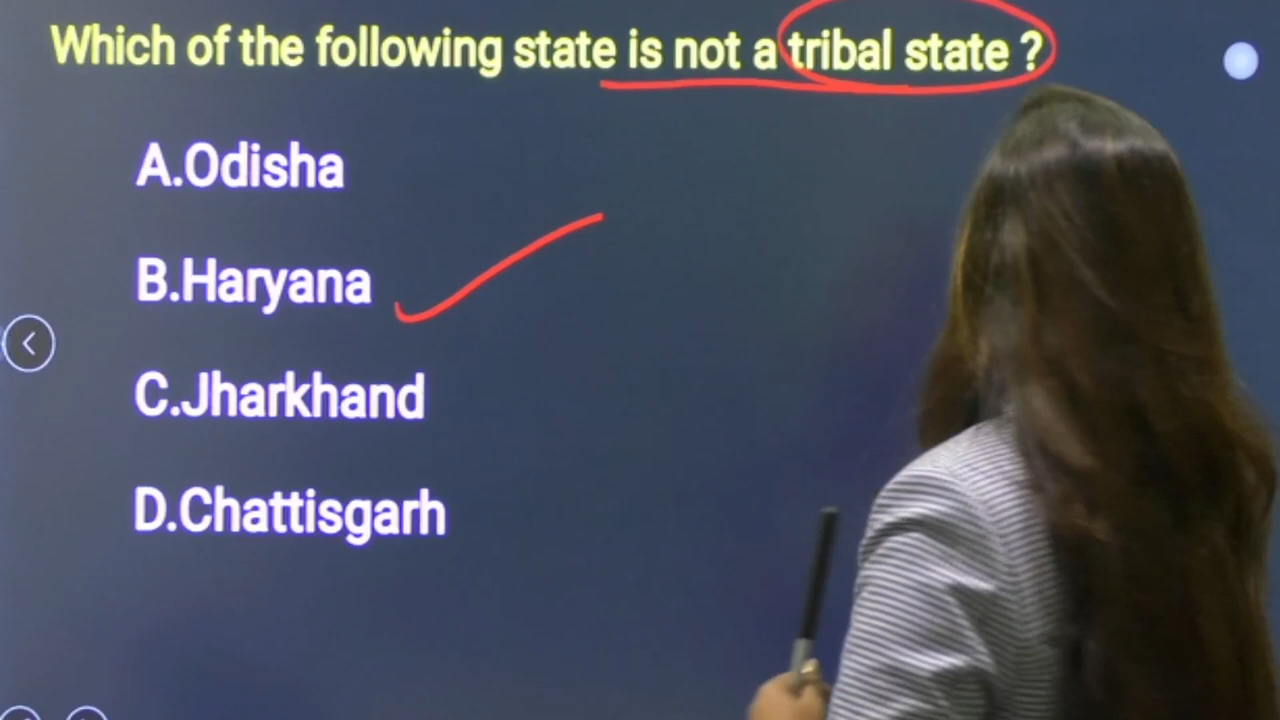 Which of the following state is not a tribal state ?
A.Odisha
B.Haryana
C.Jharkhand
D.Chattisgarh